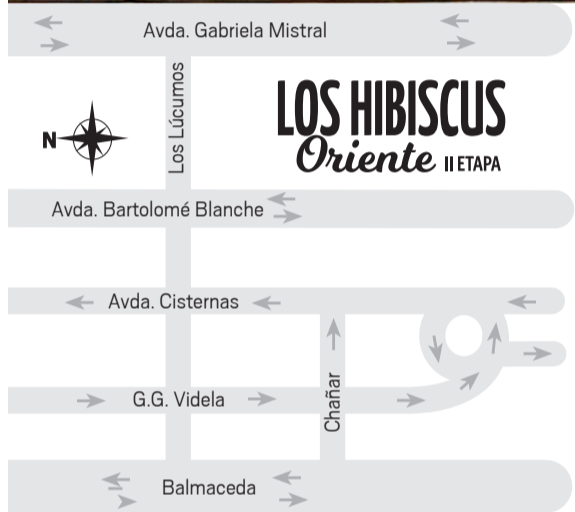 Avda. Gabriela Mistral
Los Lúcumos
N
LOS HIBISCUS
Oriente II ETAPA
Avda. Bartolomé Blanche
Avda. Cisternas
G.G. Videla
Chañar
Balmaceda